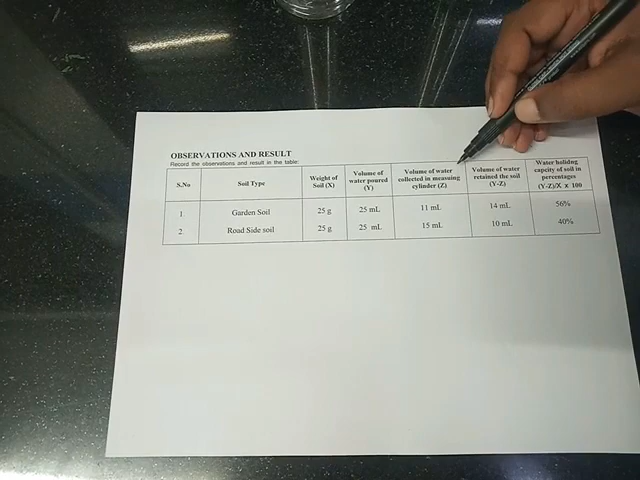 OBSERVATIONS AND RESULT
Record the observations and result in the table:
S.No Soil Type Weight of Soil (X) Volume of water poured (Y) Volume of water collected in measuing cylinder (Z) Volume of water retained the soil (Y-Z) Water holidng capcity of soil in percentages (Y-Z)/X x 100
1 Garden Soil 25 g 25 mL 11 mL 14 mL 56%
2. Road Side soil 25 g 25 mL 15 mL 10 mL 40%